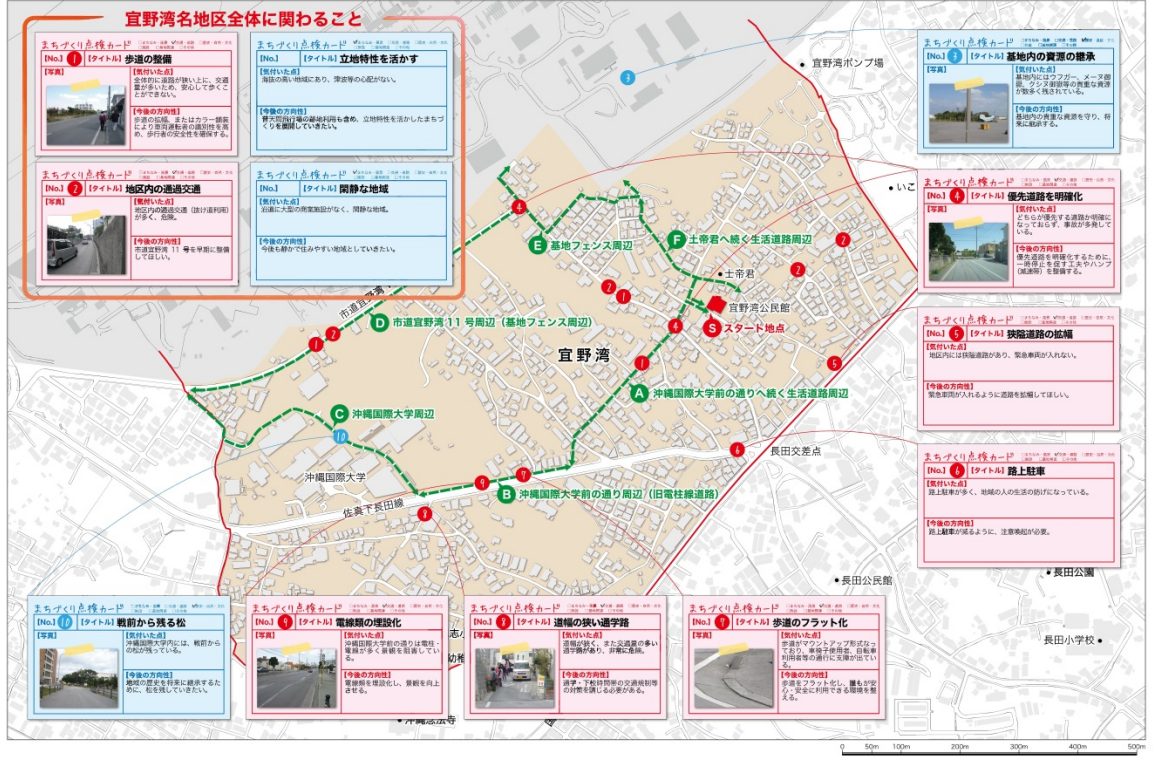 宜野湾名地区全体に関わること
まちづくり点検カード
[No.] 1 [タイトル] 歩道の整備
[写真]
[気付いた点]
全体的に道路が狭い上に、交通
量が多いため、安心して歩くこ
とができない。
[今後の方向性]
歩道の拡幅、またはカラー舗装
により車両運転者の識別性を高
め、歩行者の安全性を確保する。
まちづくり点検カード
[No.] [タイトル] 立地特性を活かす
[気付いた点]
海抜の高い地域にあり、津波等の心配がない。
[今後の方向性]
普天間飛行場の跡地利用も含め、立地特性を活かしたまちづ
くりを展開していきたい。
まちづくり点検カード
[No.] 2 [タイトル] 地区内の通過交通
[写真]
[気付いた点]
地区内の通過交通（抜け道利用）
が多く、危険。
[今後の方向性]
市道宜野湾 11 号を早期に整備
してほしい。
まちづくり点検カード
[No.] [タイトル] 閑静な地域
[気付いた点]
沿道に大型の商業施設がなく、閑静な地域。
[今後の方向性]
今後も静かで住みやすい地域としていきたい。
まちづくり点検カード
[No.] 3 [タイトル] 基地内の資源の継承
[写真]
[気付いた点]
基地内にはウフガー、メーヌ御
嶽、クシヌ御嶽等の貴重な資源
が数多く残されている。
[今後の方向性]
基地内の貴重な資源を守り、将
来に継承する。
まちづくり点検カード
[No.] 4 [タイトル] 優先道路を明確化
[写真]
[気付いた点]
どちらが優先する道路か明確に
なっておらず、事故が多発して
いる。
[今後の方向性]
優先道路を明確化するために、
一時停止を促す工夫やハンプ
（減速帯）を整備する。
まちづくり点検カード
[No.] 5 [タイトル] 狭隘道路の拡幅
[気付いた点]
地区内には狭隘道路があり、緊急車両が入れない。
[今後の方向性]
緊急車両が入れるように道路を拡幅してほしい。
まちづくり点検カード
[No.] 6 [タイトル] 路上駐車
[気付いた点]
路上駐車が多く、地域の人の生活の妨げになっている。
[今後の方向性]
路上駐車が減るように、注意喚起が必要。
3
宜野湾ポンプ場
いこ
4
E 基地フェンス周辺
F 土帝君へ続く生活道路周辺
2
2
土帝君
宜野湾公民館
S スタート地点
2
1
4
市道宜野湾
D 市道宜野湾 11 号周辺（基地フェンス周辺）
1
2
宜野湾
1
5
A 沖縄国際大学前の通りへ続く生活道路周辺
C 沖縄国際大学周辺
10
6
長田交差点
沖縄国際大学
9
7
B 沖縄国際大学前の通り周辺（旧電柱線道路）
佐真下長田線
8
長田公民館
長田公園
長田小学校
まちづくり点検カード
[No.] 10 [タイトル] 戦前から残る松
[写真]
[気付いた点]
沖縄国際大学内には、戦前から
の松が残っている。
[今後の方向性]
地域の歴史を将来に継承するた
めに、松を残していきたい。
まちづくり点検カード
[No.] 9 [タイトル] 電線類の埋設化
[写真]
[気付いた点]
沖縄国際大学前の通りは電柱・
電線が多く景観を阻害してい
る。
[今後の方向性]
電線類を埋設化し、景観を向上
させる。
まちづくり点検カード
[No.] 8 [タイトル] 道幅の狭い通学路
[写真]
[気付いた点]
道幅が狭く、また交通量の多い
通学路があり、非常に危険。
[今後の方向性]
通学・下校時間帯の交通規制等
の対策を講じる必要がある。
まちづくり点検カード
[No.] 7 [タイトル] 歩道のフラット化
[写真]
[気付いた点]
歩道がマウントアップ形式なっ
ており、車椅子使用者、自転車
利用者等の通行に支障が出てい
る。
[今後の方向性]
歩道をフラット化し、誰もが安
心・安全に利用できる環境を整
える。
0 50m 100m 200m 300m 400m 500m